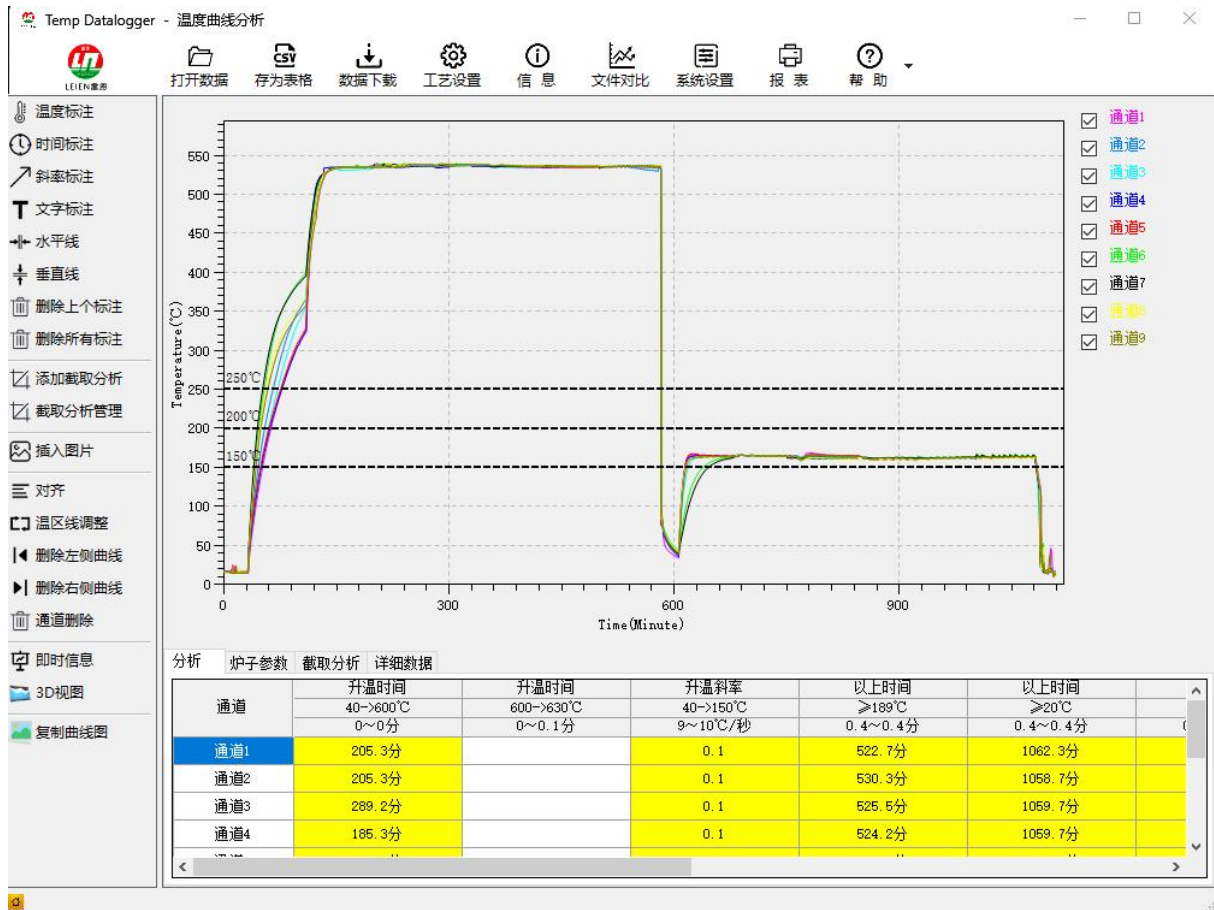 Temp Datalogger - 温度曲线分析
LEIEN雷恩
打开数据 存为表格 数据下载 工艺设置 信 息 文件对比 系统设置 报 表 帮 助
CSV
温度标注
时间标注
斜率标注
文字标注
水平线
垂直线
删除上个标注
删除所有标注
添加截取分析
截取分析管理
插入图片
对齐
温区线调整
删除左侧曲线
删除右侧曲线
通道删除
即时信息
3D视图
复制曲线图
Temperature(℃)
550
500
450
400
350
300
250
200
150
100
50
0
250℃
200℃
150℃
0 300 600 900
Time(Minute)
通道1
通道2
通道3
通道4
通道5
通道6
通道7
通道8
通道9
分析 炉子参数 截取分析 详细数据
通道 升温时间 升温时间 升温斜率 以上时间 以上时间
40->600℃ 600->630℃ 40->150℃ ≥189℃ ≥20℃
0~0分 0~0.1分 9~10℃/秒 0.4~0.4分 0.4~0.4分
通道1 205.3分 0.1 522.7分 1062.3分
通道2 205.3分 0.1 530.3分 1058.7分
通道3 289.2分 0.1 525.5分 1059.7分
通道4 185.3分 0.1 524.2分 1059.7分